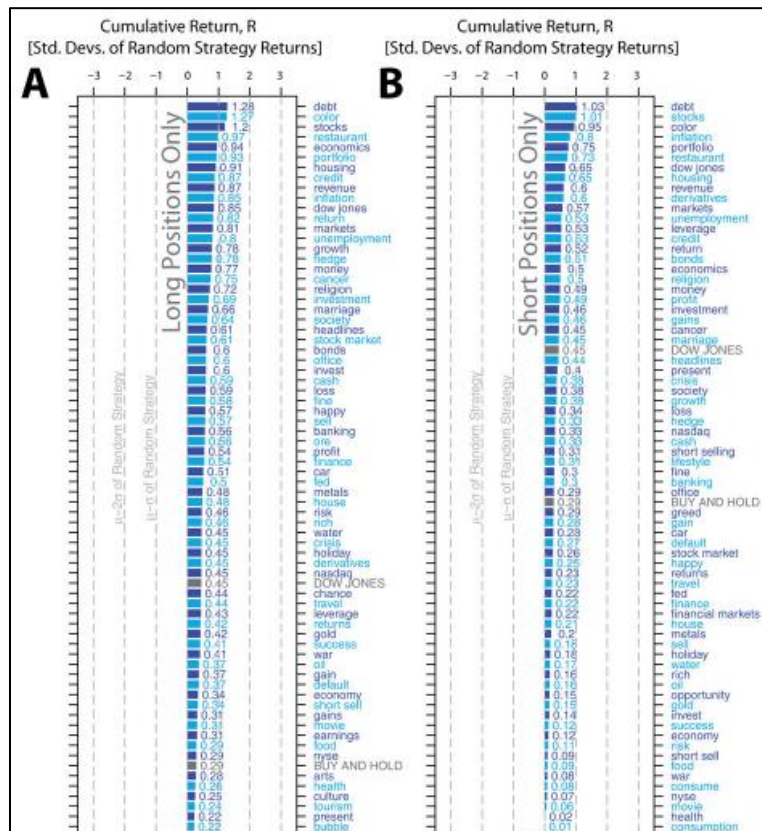 Cumulative Return, R
[Std. Devs. of Random Strategy Returns]
A
−3 −2 −1 0 1 2 3
Long Positions Only
μ−2σ of Random Strategy
μ−σ of Random Strategy
1.28 debt
1.27 color
1.2 stocks
0.97 restaurant
0.94 economics
0.93 portfolio
0.91 housing
0.87 credit
0.87 revenue
0.85 inflation
0.85 dow jones
0.82 return
0.81 markets
0.8 unemployment
0.78 growth
0.78 hedge
0.77 money
0.75 cancer
0.72 religion
0.69 investment
0.66 marriage
0.64 society
0.61 headlines
0.61 stock market
0.6 bonds
0.6 office
0.6 invest
0.59 cash
0.59 loss
0.58 fine
0.57 happy
0.57 sell
0.56 banking
0.56 ore
0.54 profit
0.54 finance
0.51 car
0.5 fed
0.48 metals
0.48 house
0.46 risk
0.46 rich
0.45 water
0.45 crisis
0.45 holiday
0.45 derivatives
0.45 nasdaq
0.45 DOW JONES
0.44 chance
0.44 travel
0.43 leverage
0.42 returns
0.42 gold
0.41 success
0.41 war
0.37 oil
0.37 gain
0.37 default
0.34 economy
0.34 short sell
0.31 gains
0.31 movie
0.31 earnings
0.29 food
0.29 nyse
0.29 BUY AND HOLD
0.28 arts
0.26 health
0.25 culture
0.24 tourism
0.22 present
0.22 bubble
Cumulative Return, R
[Std. Devs. of Random Strategy Returns]
B
−3 −2 −1 0 1 2 3
Short Positions Only
μ−2σ of Random Strategy
μ−σ of Random Strategy
1.03 debt
1.01 stocks
0.95 color
0.8 inflation
0.75 portfolio
0.73 restaurant
0.65 dow jones
0.65 housing
0.6 revenue
0.6 derivatives
0.57 markets
0.53 unemployment
0.53 leverage
0.53 credit
0.52 return
0.51 bonds
0.5 economics
0.5 religion
0.49 money
0.49 profit
0.46 investment
0.46 gains
0.45 cancer
0.45 marriage
0.45 DOW JONES
0.44 headlines
0.4 present
0.38 crisis
0.38 society
0.38 growth
0.34 loss
0.33 hedge
0.33 nasdaq
0.33 cash
0.31 short selling
0.31 lifestyle
0.3 fine
0.3 banking
0.29 office
0.29 BUY AND HOLD
0.29 greed
0.28 gain
0.28 car
0.27 default
0.26 stock market
0.25 happy
0.23 returns
0.23 travel
0.22 fed
0.22 finance
0.22 financial markets
0.21 house
0.2 metals
0.18 sell
0.18 holiday
0.17 water
0.16 rich
0.16 oil
0.15 opportunity
0.15 gold
0.14 invest
0.12 success
0.12 economy
0.11 risk
0.09 short sell
0.09 food
0.08 war
0.08 consume
0.07 nyse
0.06 movie
0.02 health
0.01 consumption